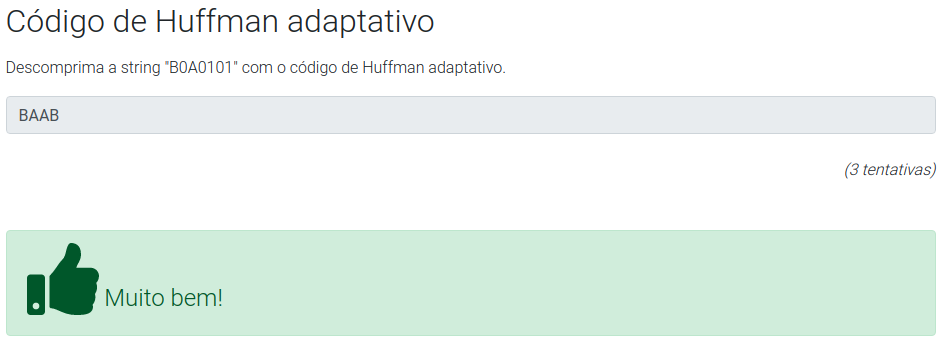 Código de Huffman adaptativo
Descomprima a string "B0A0101" com o código de Huffman adaptativo.
BAAB
(3 tentativas)
Muito bem!